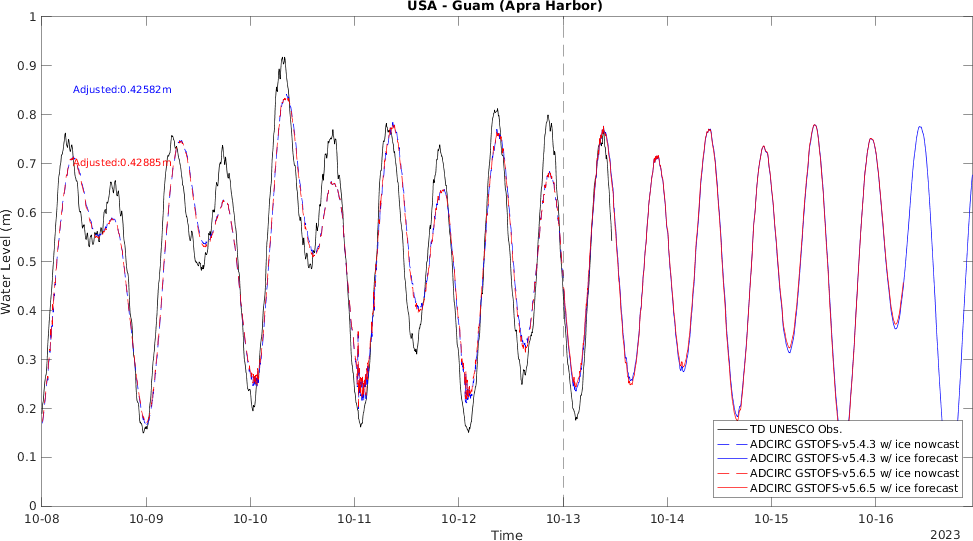 USA - Guam (Apra Harbor)
1
0.9
0.8
0.7
0.6
0.5
0.4
0.3
0.2
0.1
0
Water Level (m)
Adjusted:0.42582m
Adjusted:0.42885m
TD UNESCO Obs.
ADCIRC GSTOFS-v5.4.3 w/ ice nowcast
ADCIRC GSTOFS-v5.4.3 w/ ice forecast
ADCIRC GSTOFS-v5.6.5 w/ ice nowcast
ADCIRC GSTOFS-v5.6.5 w/ ice forecast
10-08 10-09 10-10 10-11 10-12 10-13 10-14 10-15 10-16
Time
2023